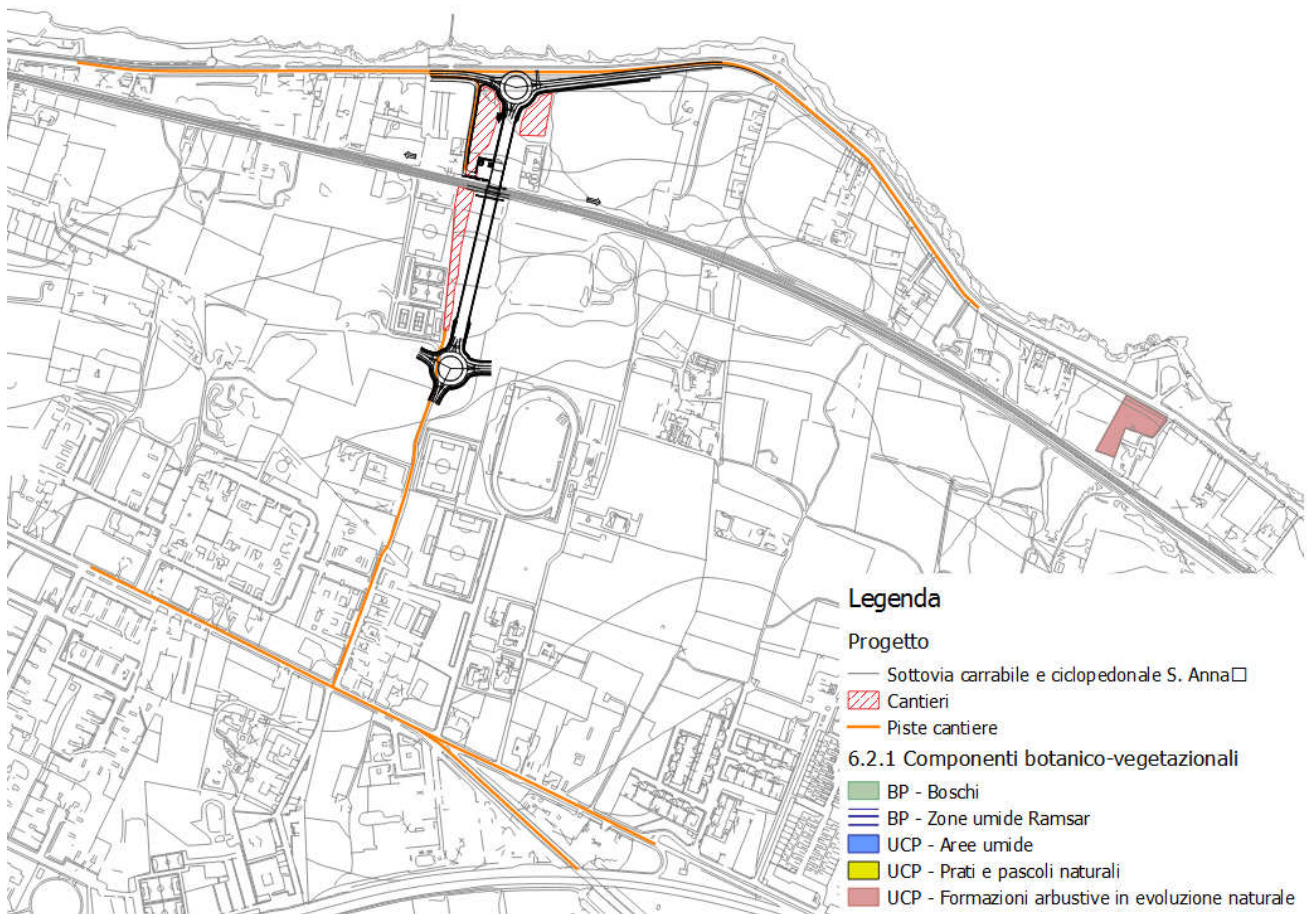 Legenda
Progetto
Sottovia carrabile e ciclopedonale S. Anna□
Cantieri
Piste cantiere
6.2.1 Componenti botanico-vegetazionali
BP - Boschi
BP - Zone umide Ramsar
UCP - Aree umide
UCP - Prati e pascoli naturali
UCP - Formazioni arbustive in evoluzione naturale